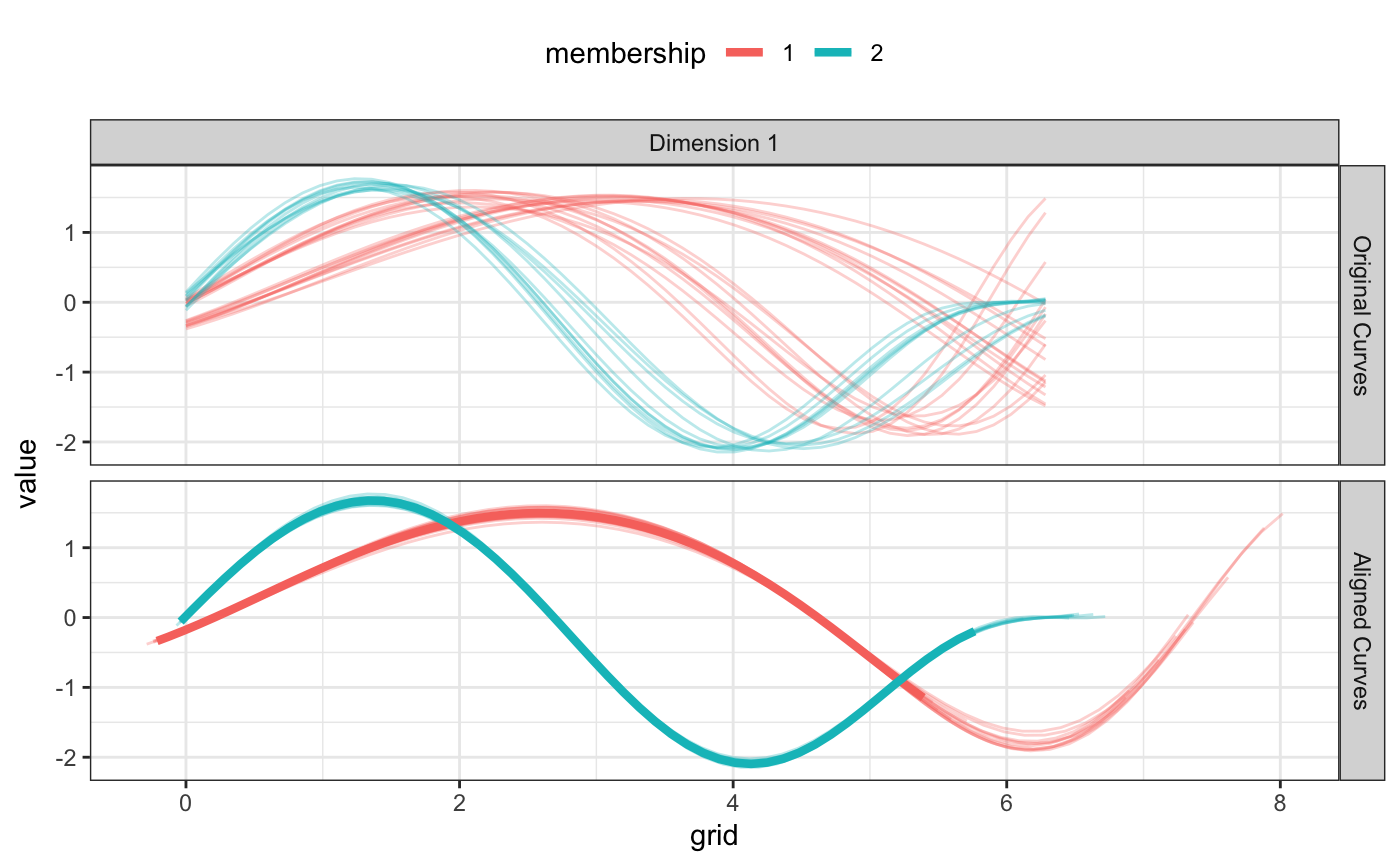 membership 1 2
Dimension 1
1
0
-1
-2
Original Curves
value
1
0
-1
-2
Aligned Curves
0 2 4 6 8
grid